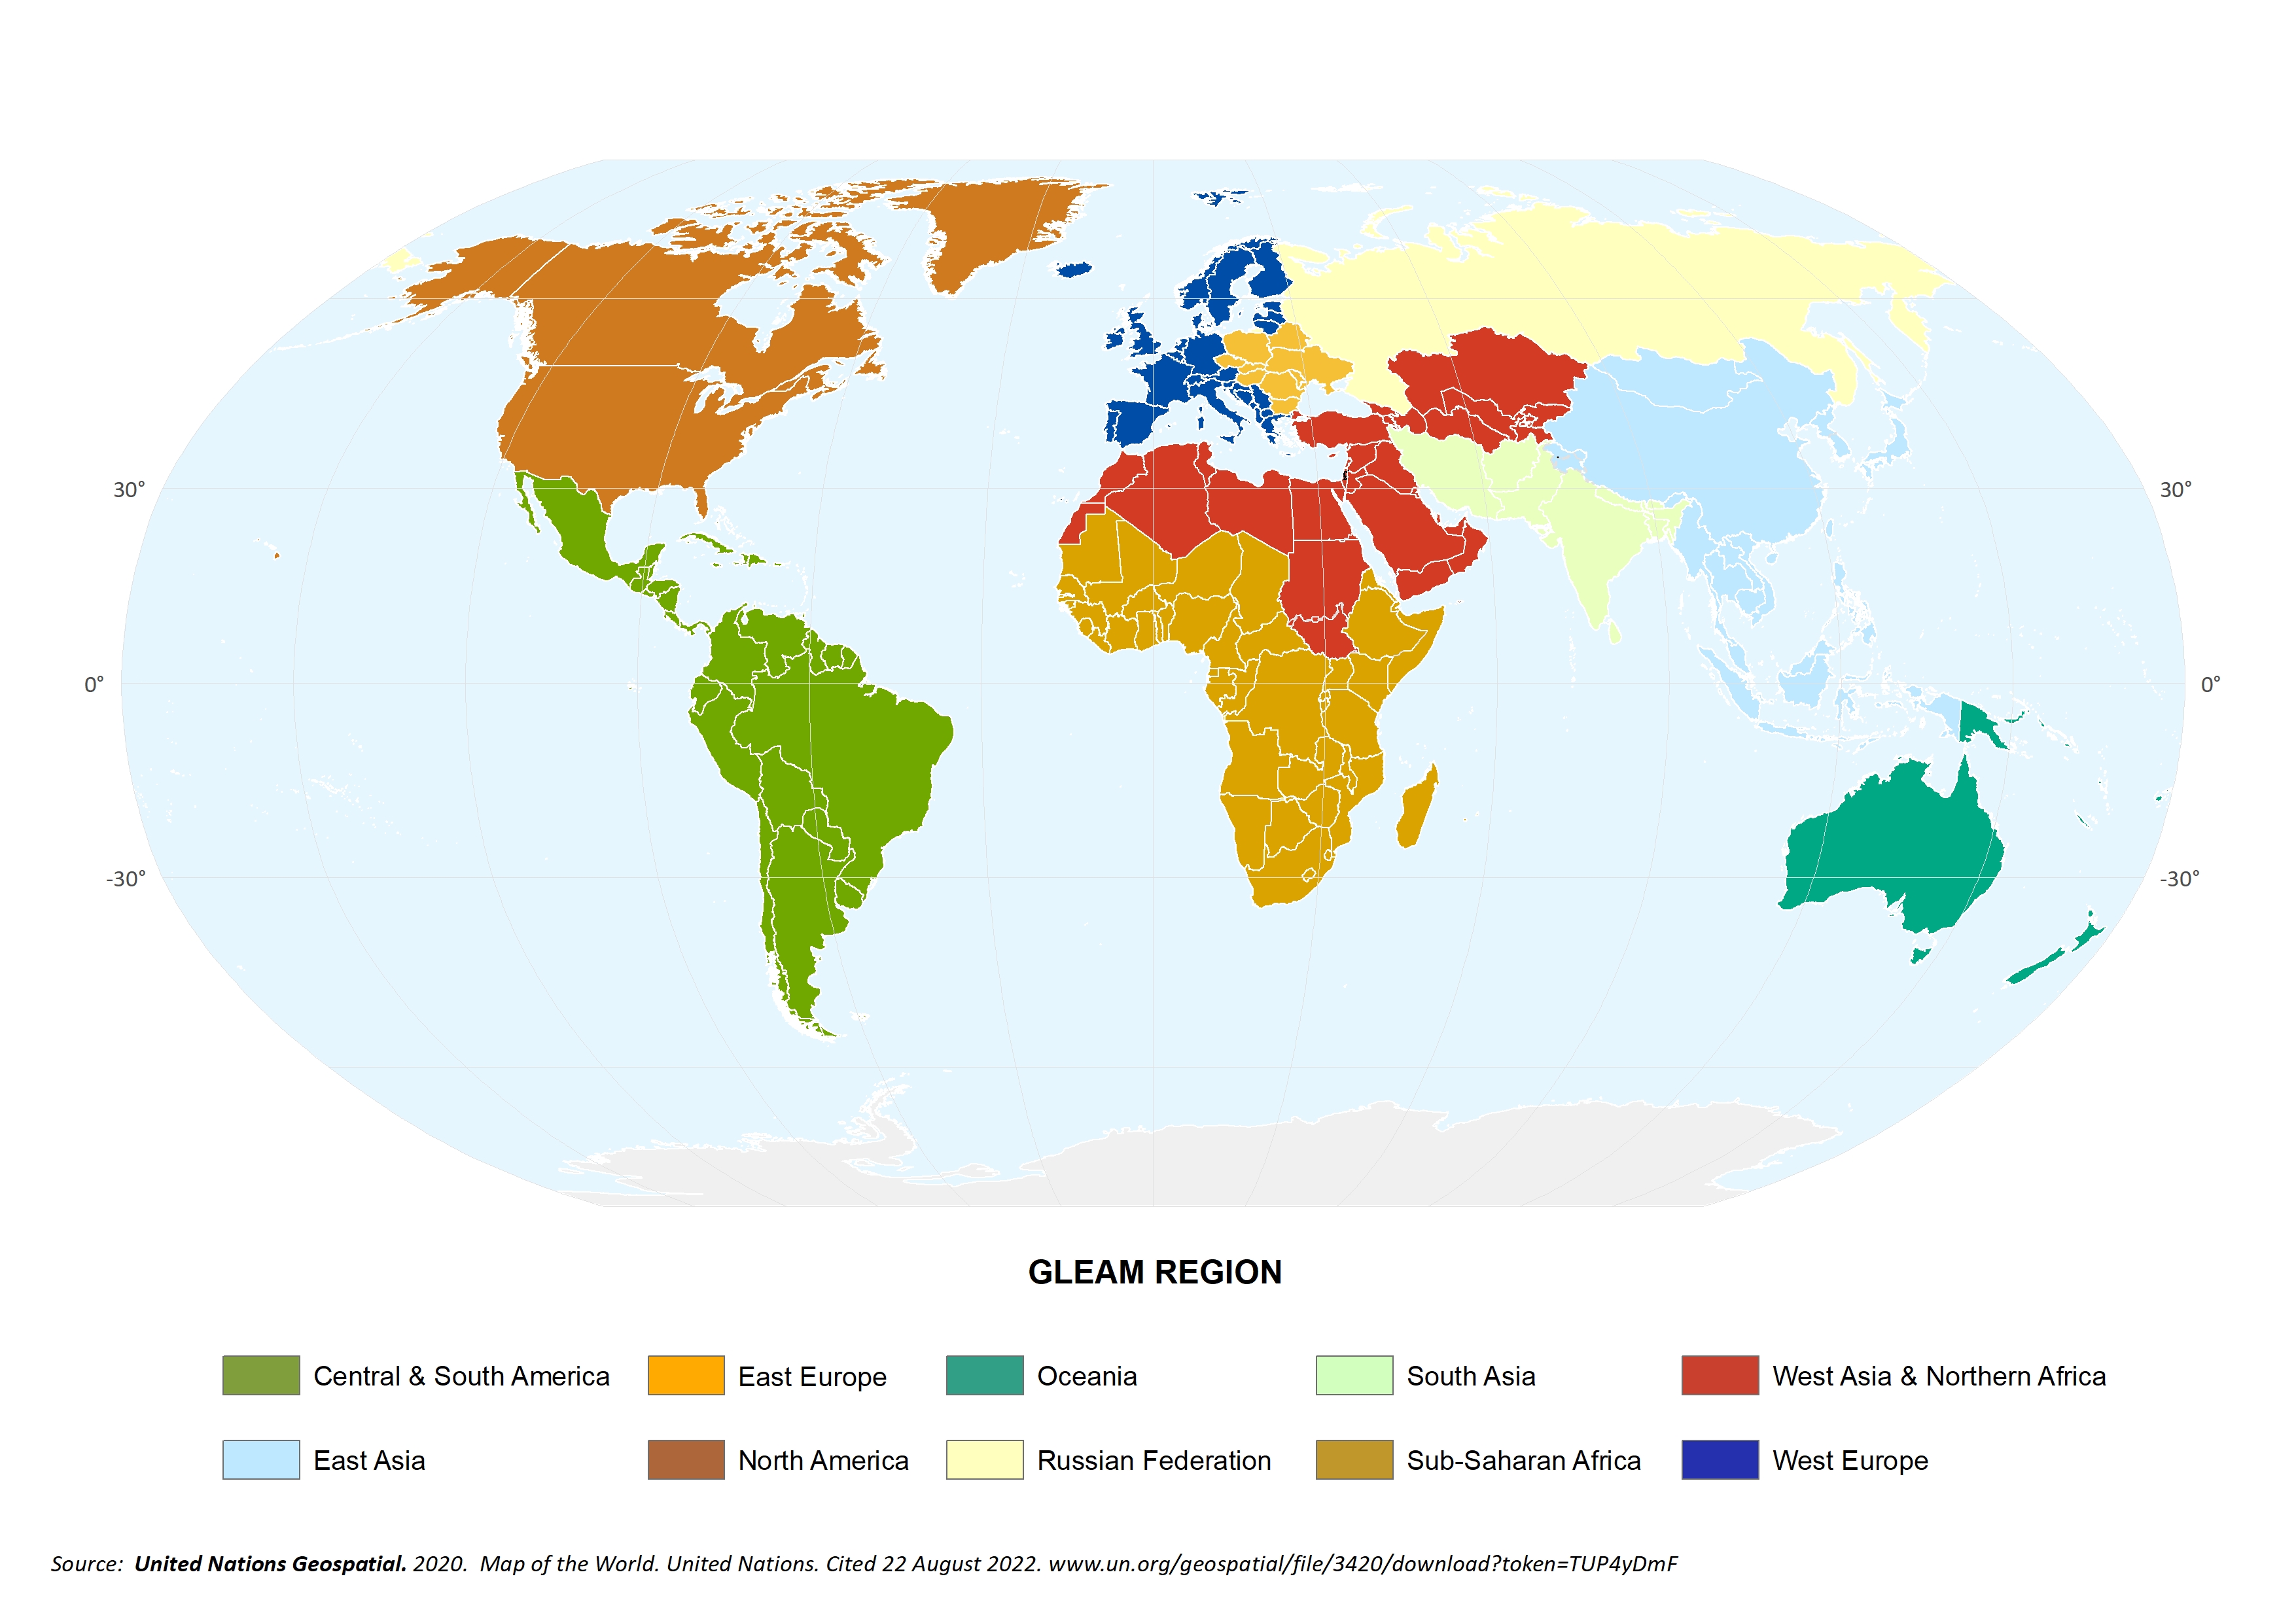 30°
30°
0°
0°
-30°
-30°
GLEAM REGION
Central & South America
East Europe
Oceania
South Asia
West Asia & Northern Africa
East Asia
North America
Russian Federation
Sub-Saharan Africa
West Europe
Source: United Nations Geospatial. 2020. Map of the World. United Nations. Cited 22 August 2022. www.un.org/geospatial/file/3420/download?token=TUP4yDmF